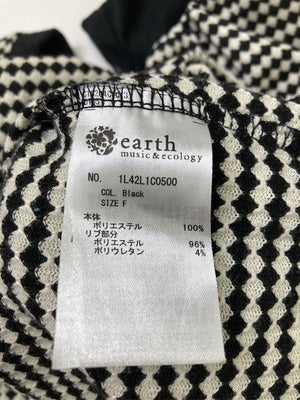 earth
music&ecology
NO. 1L42L1C0500
COL. Black
SIZE F
本体
ポリエステル 100%
リブ部分
ポリエステル 96%
ポリウレタン 4%